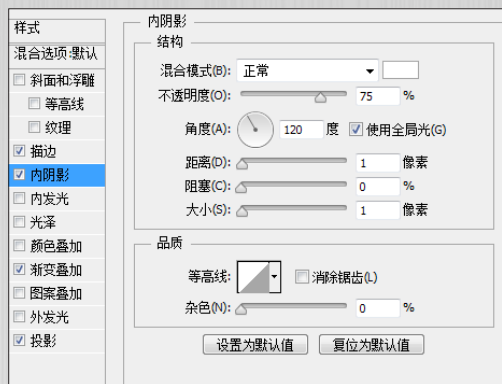 样式
混合选项:默认
斜面和浮雕
等高线
纹理
描边
内阴影
内发光
光泽
颜色叠加
渐变叠加
图案叠加
外发光
投影
内阴影
结构
混合模式(B): 正常
不透明度(O): 75 %
角度(A): 120 度 使用全局光(G)
距离(D): 1 像素
阻塞(C): 0 %
大小(S): 1 像素
品质
等高线: 消除锯齿(L)
杂色(N): 0 %
设置为默认值 复位为默认值